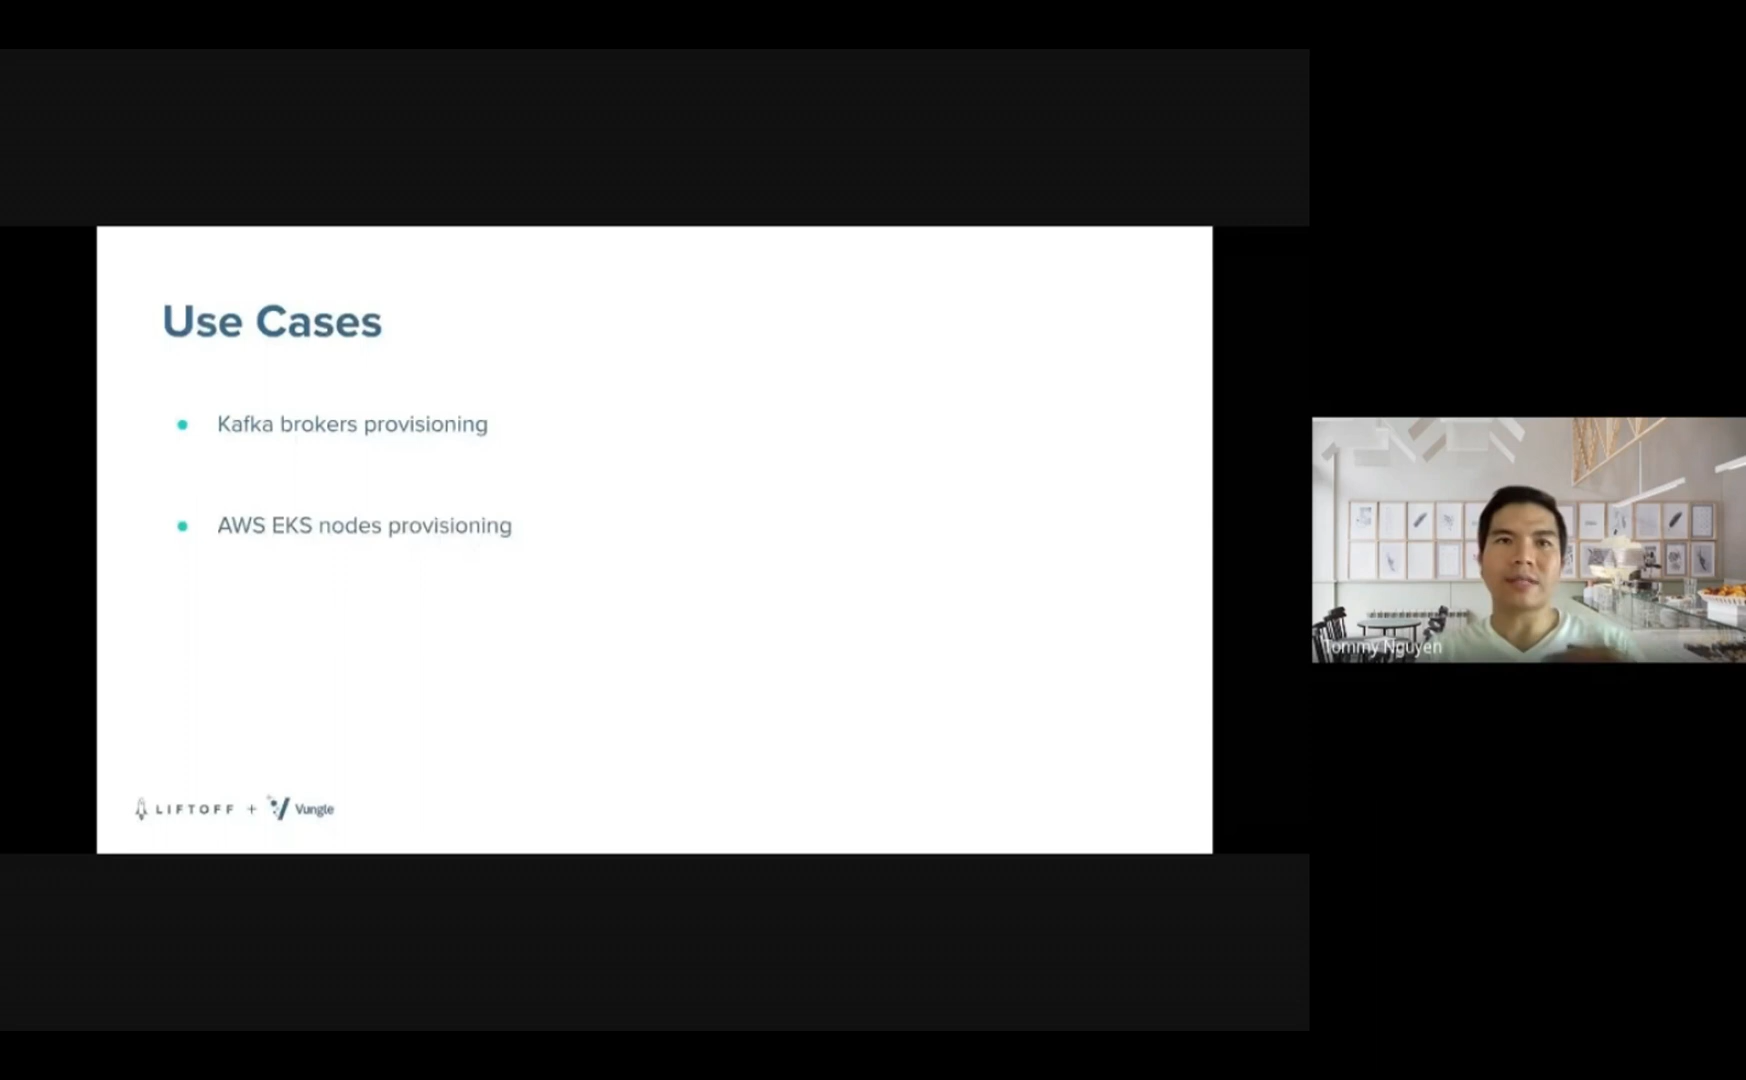 Use Cases
Kafka brokers provisioning
AWS EKS nodes provisioning
LIFTOFF + Vungle
Tommy Nguyen